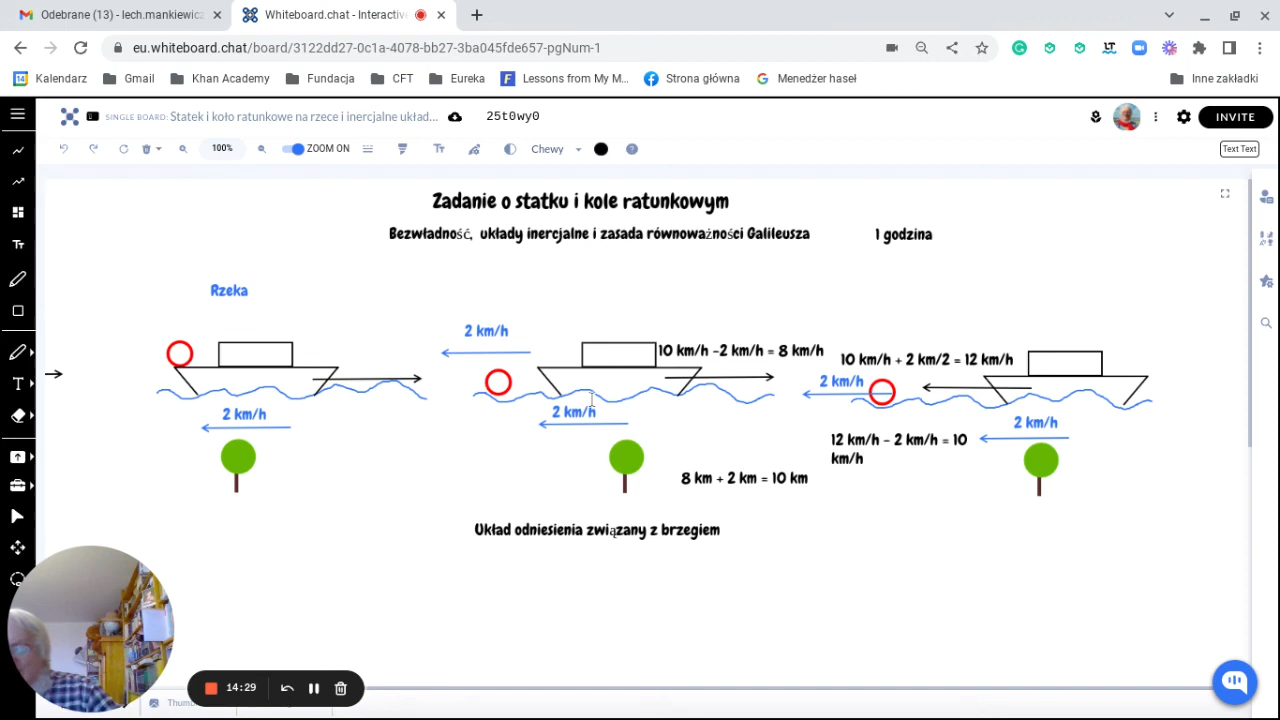 Odebrane (13) - lech.mankiewicz
Whiteboard.chat - Interactiv
eu.whiteboard.chat/board/3122dd27-0c1a-4078-bb27-3ba045fde657-pgNum-1
14 Kalendarz Gmail Khan Academy Fundacja CFT Eureka Lessons from My M... Strona główna Menedżer haseł Inne zakładki
SINGLE BOARD: Statek i koło ratunkowe na rzece i inercjalne układ... 25t0wy0 INVITE
100% ZOOM ON Chewy Text Text
Zadanie o statku i kole ratunkowym
Bezwładność, układy inercjalne i zasada równoważności Galileusza 1 godzina
Rzeka
2 km/h
10 km/h -2 km/h = 8 km/h
10 km/h + 2 km/2 = 12 km/h
2 km/h
2 km/h
2 km/h
2 km/h
12 km/h - 2 km/h = 10
km/h
8 km + 2 km = 10 km
Układ odniesienia związany z brzegiem
14:29